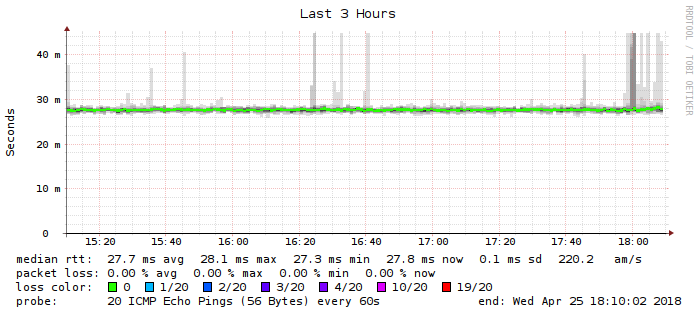 Last 3 Hours
RRDTOOL / TOBI OETIKER
Seconds
40 m
30 m
20 m
10 m
0
15:20 15:40 16:00 16:20 16:40 17:00 17:20 17:40 18:00
median rtt: 27.7 ms avg 28.1 ms max 27.3 ms min 27.8 ms now 0.1 ms sd 220.2 am/s
packet loss: 0.00 % avg 0.00 % max 0.00 % min 0.00 % now
loss color: 0 1/20 2/20 3/20 4/20 10/20 19/20
probe: 20 ICMP Echo Pings (56 Bytes) every 60s end: Wed Apr 25 18:10:02 2018